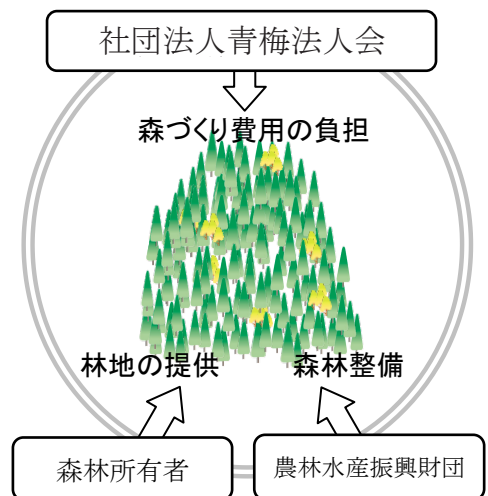 社団法人青梅法人会
森づくり費用の負担
林地の提供
森林整備
森林所有者
農林水産振興財団